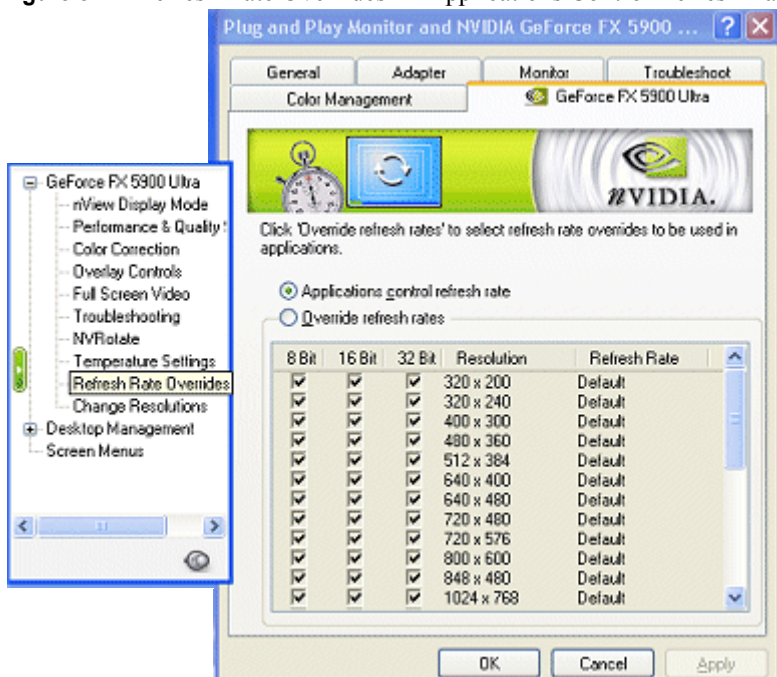 Plug and Play Monitor and NVIDIA GeForce FX 5900 ...
General Adapter Monitor Troubleshoot
Color Management GeForce FX 5900 Ultra
NVIDIA.
Click 'Override refresh rates' to select refresh rate overrides to be used in
applications.
Applications control refresh rate
Override refresh rates
8 Bit 16 Bit 32 Bit Resolution Refresh Rate
320 x 200 Default
320 x 240 Default
400 x 300 Default
480 x 360 Default
512 x 384 Default
640 x 400 Default
640 x 480 Default
720 x 480 Default
720 x 576 Default
800 x 600 Default
848 x 480 Default
1024 x 768 Default
OK Cancel Apply
GeForce FX 5900 Ultra
nView Display Mode
Performance & Quality
Color Correction
Overlay Controls
Full Screen Video
Troubleshooting
NVRotate
Temperature Settings
Refresh Rate Overrides
Change Resolutions
Desktop Management
Screen Menus